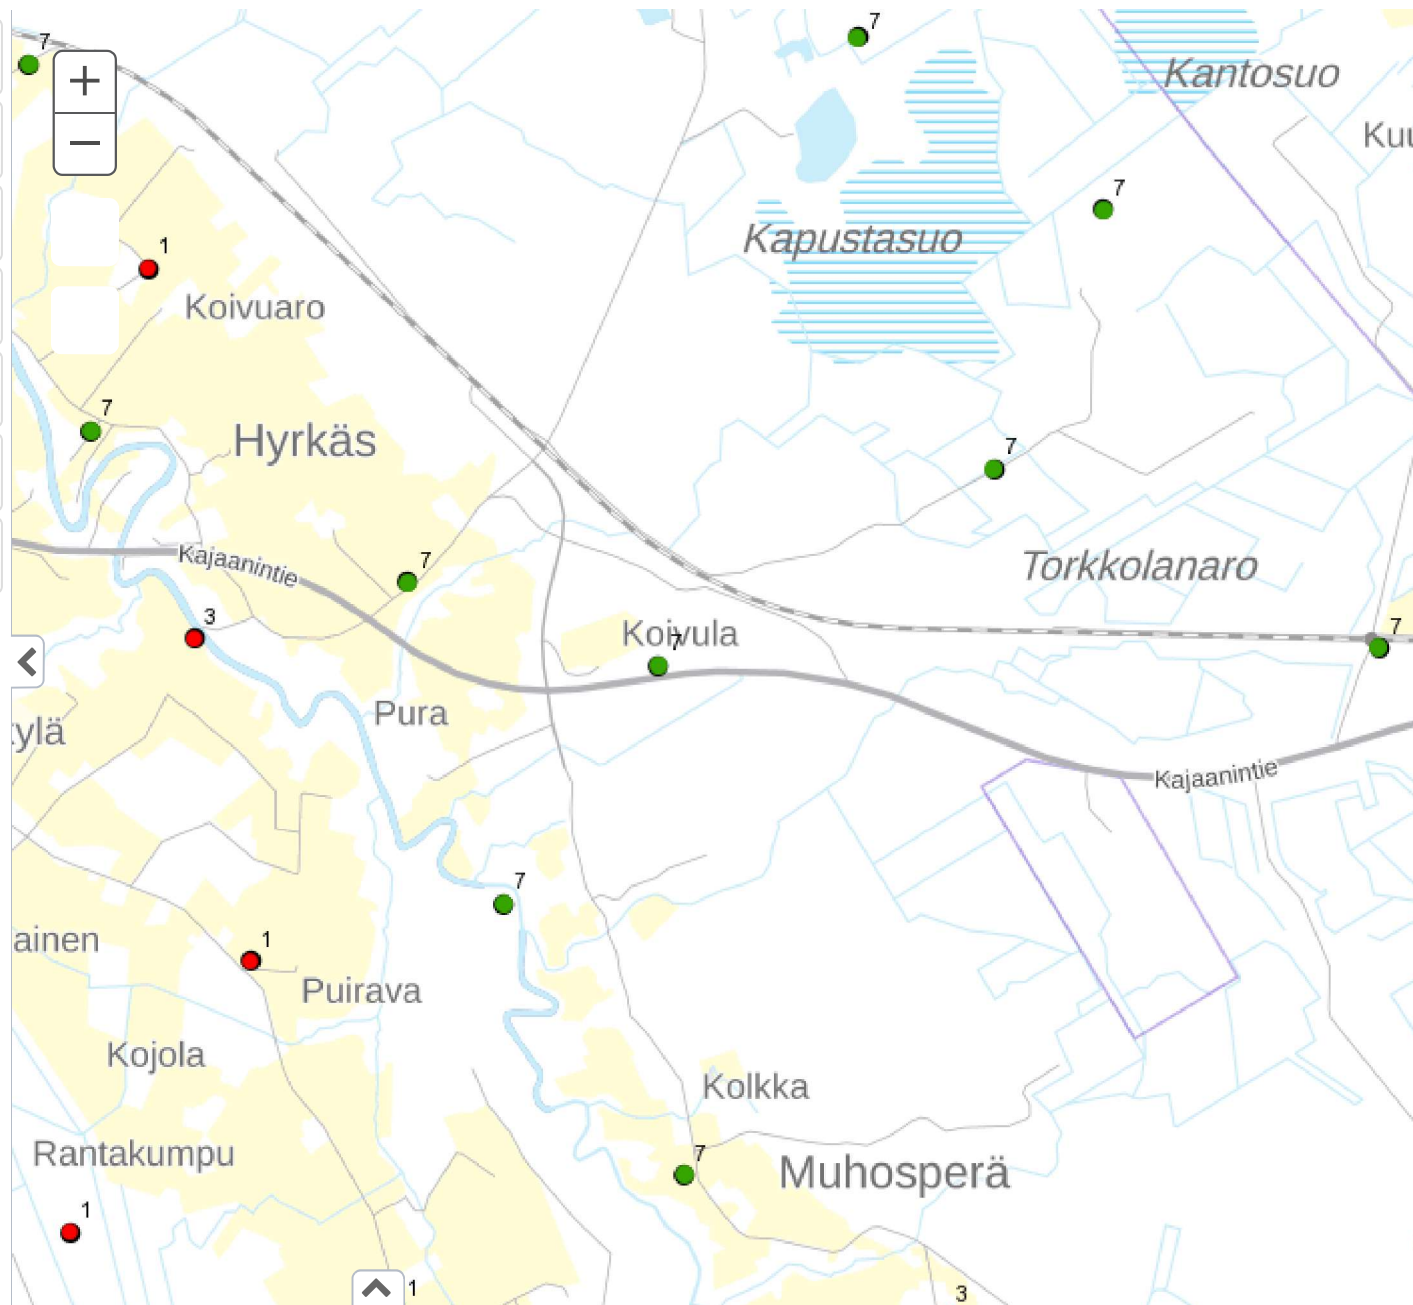 7
7
Kantosuo
+
Kuu
−
7
1
Kapustasuo
Koivuaro
7
Hyrkäs
7
Kajaanintie
7
Torkkolanaro
3
Koivula
7
7
Pura
ylä
Kajaanintie
7
ainen
1
Puirava
Kojola
Kolkka
Rantakumpu
7
Muhosperä
1
1
3